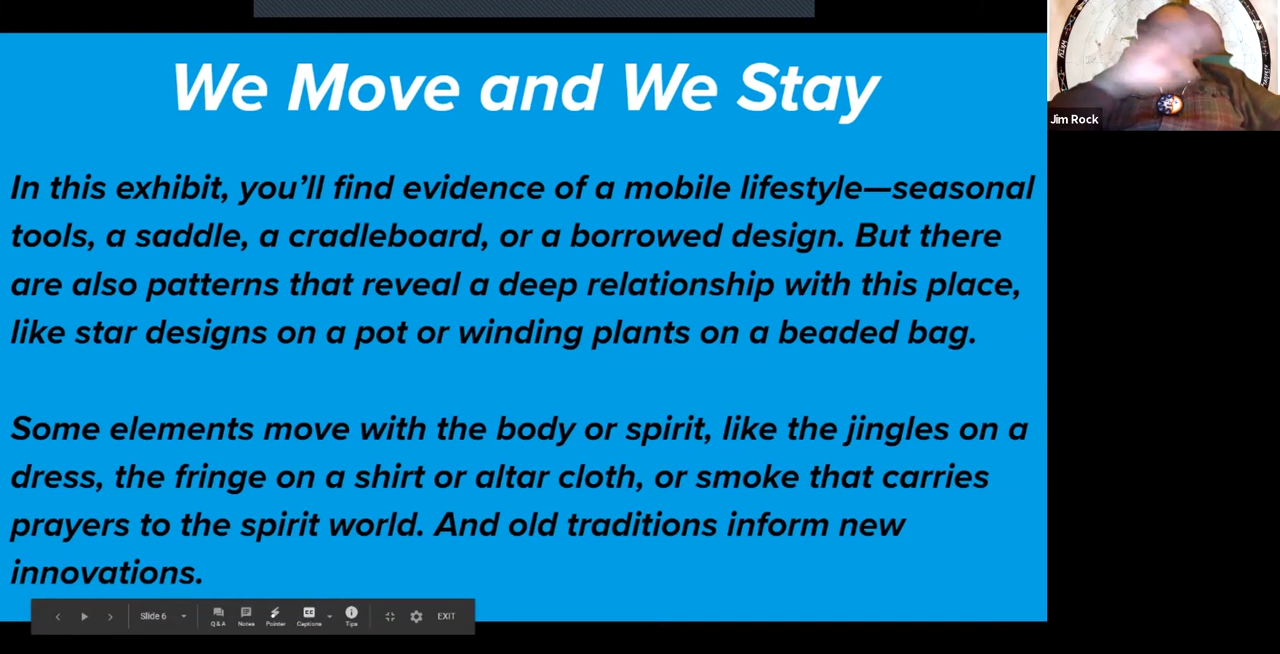 We Move and We Stay
In this exhibit, you’ll find evidence of a mobile lifestyle—seasonal
tools, a saddle, a cradleboard, or a borrowed design. But there
are also patterns that reveal a deep relationship with this place,
like star designs on a pot or winding plants on a beaded bag.
Some elements move with the body or spirit, like the jingles on a
dress, the fringe on a shirt or altar cloth, or smoke that carries
prayers to the spirit world. And old traditions inform new
innovations.
Jim Rock
Slide 6
Q&A Notes Pointer Captions Tips
EXIT